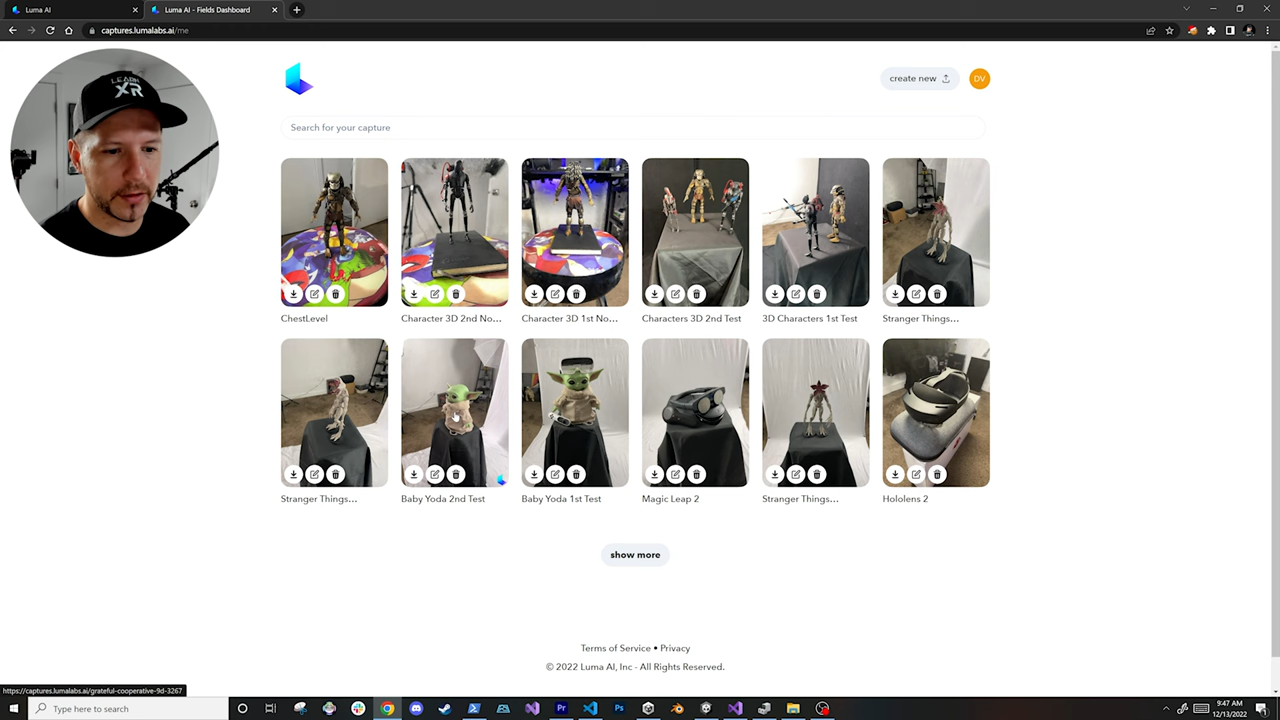 Luma AI
Luma AI - Fields Dashboard
captures.lumalabs.ai/me
LEARN
XR
create new
DV
Search for your capture
ChestLevel
Character 3D 2nd No...
Character 3D 1st No...
Characters 3D 2nd Test
3D Characters 1st Test
Stranger Things...
Stranger Things...
Baby Yoda 2nd Test
Baby Yoda 1st Test
Magic Leap 2
Stranger Things...
Hololens 2
show more
Terms of Service • Privacy
© 2022 Luma AI, Inc - All Rights Reserved.
https://captures.lumalabs.ai/grateful-cooperative-9d-3267
Type here to search
Pr
Ps
9:47 AM
12/13/2022